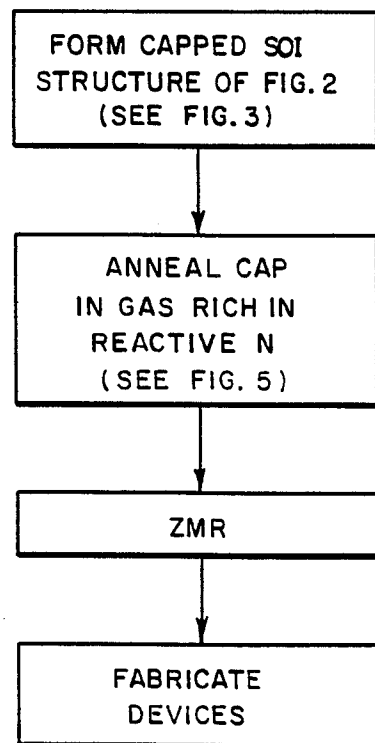 FORM CAPPED SOI
STRUCTURE OF FIG. 2
(SEE FIG. 3)
ANNEAL CAP
IN GAS RICH IN
REACTIVE N
(SEE FIG. 5)
ZMR
FABRICATE
DEVICES